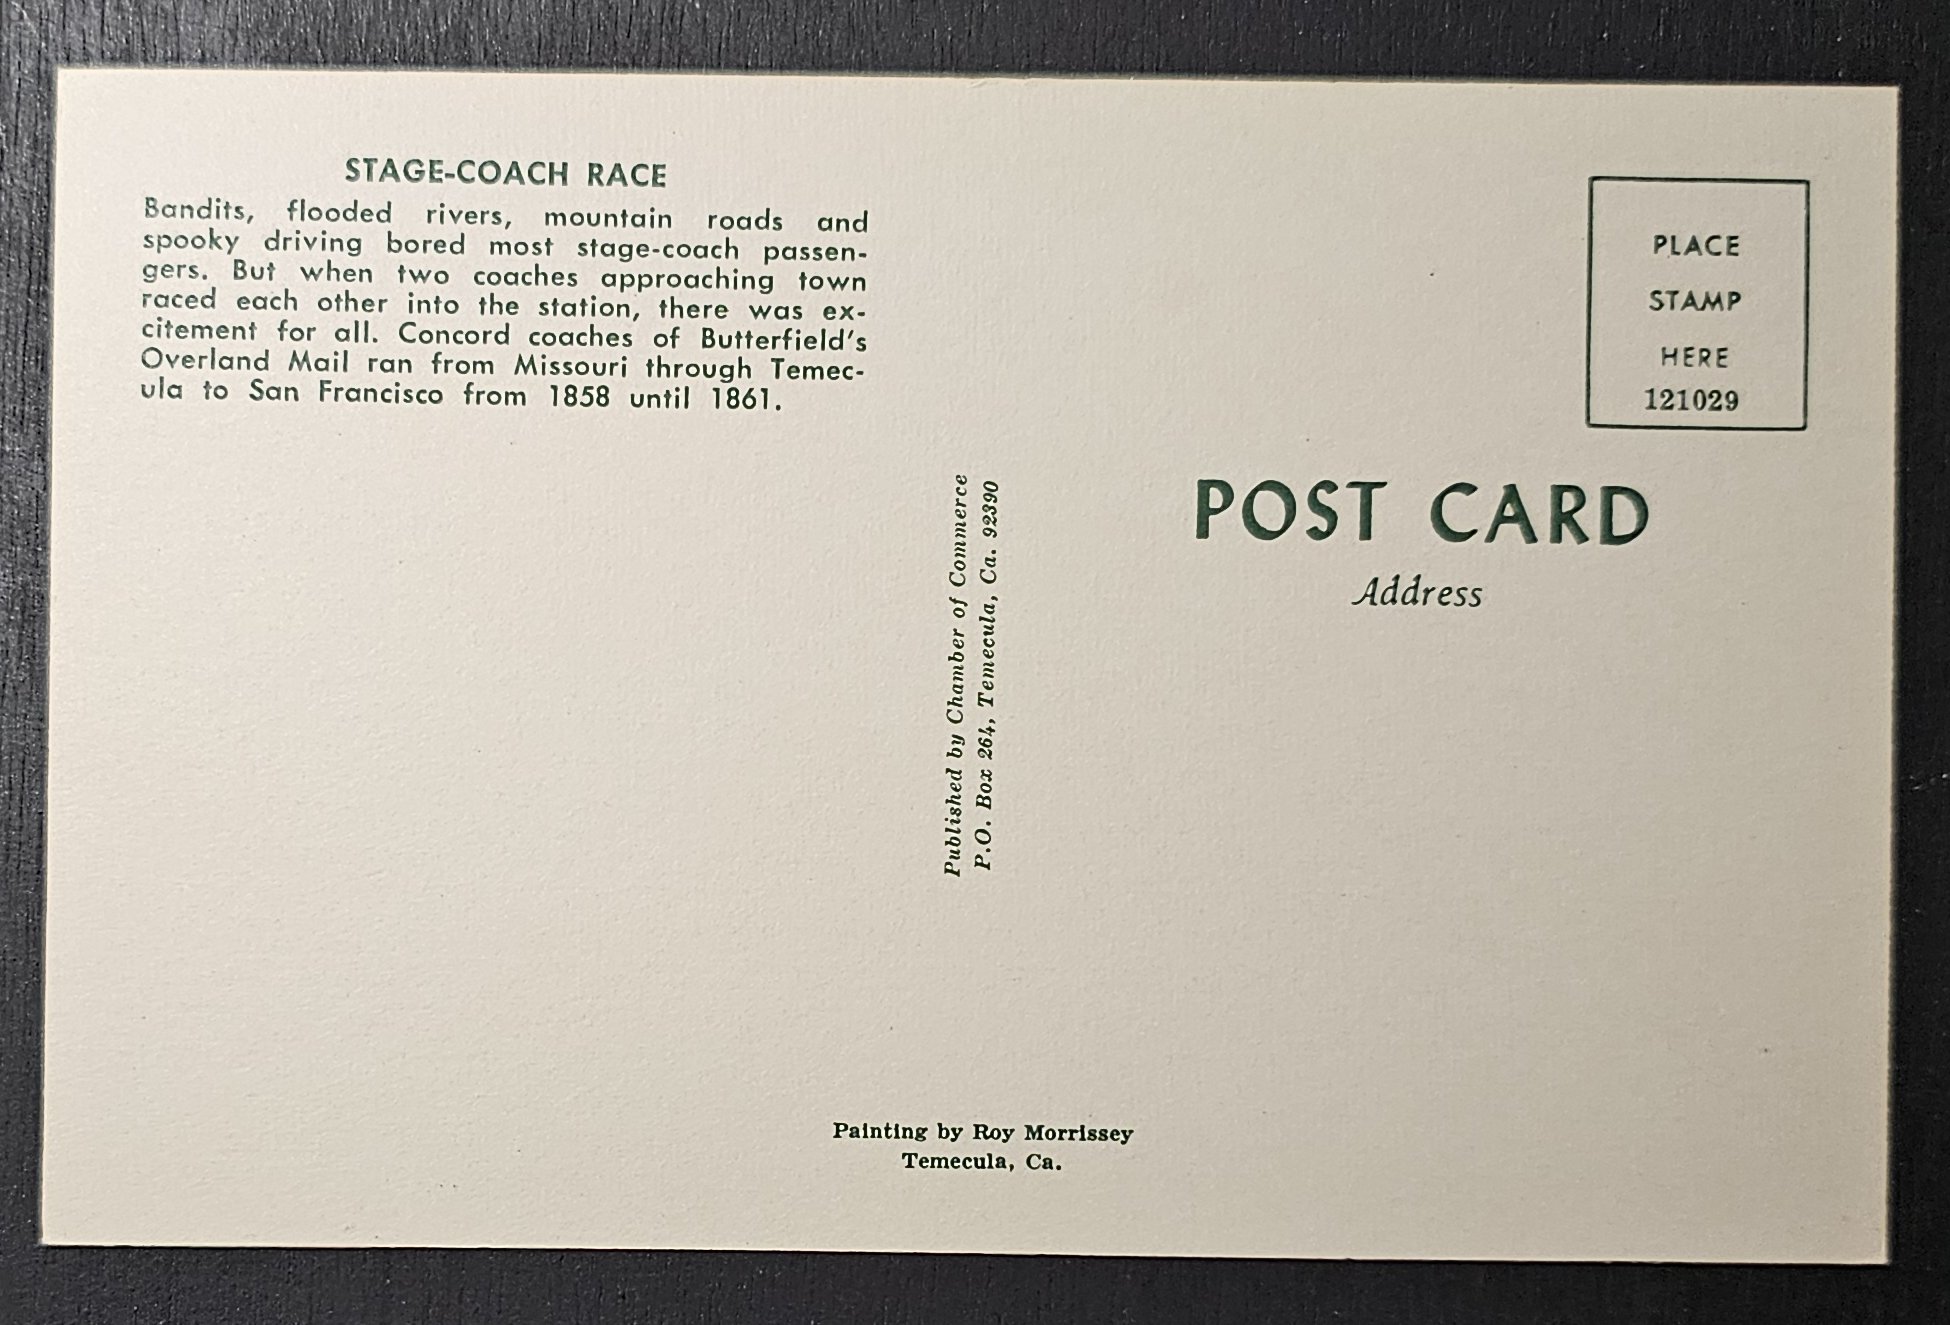 STAGE-COACH RACE
Bandits, flooded rivers, mountain roads and
spooky driving bored most stage-coach passen-
gers. But when two coaches approaching town
raced each other into the station, there was ex-
citement for all. Concord coaches of Butterfield's
Overland Mail ran from Missouri through Temec-
ula to San Francisco from 1858 until 1861.
PLACE
STAMP
HERE
121029
POST CARD
Address
Published by Chamber of Commerce
P.O. Box 264, Temecula, Ca. 92390
Painting by Roy Morrissey
Temecula, Ca.